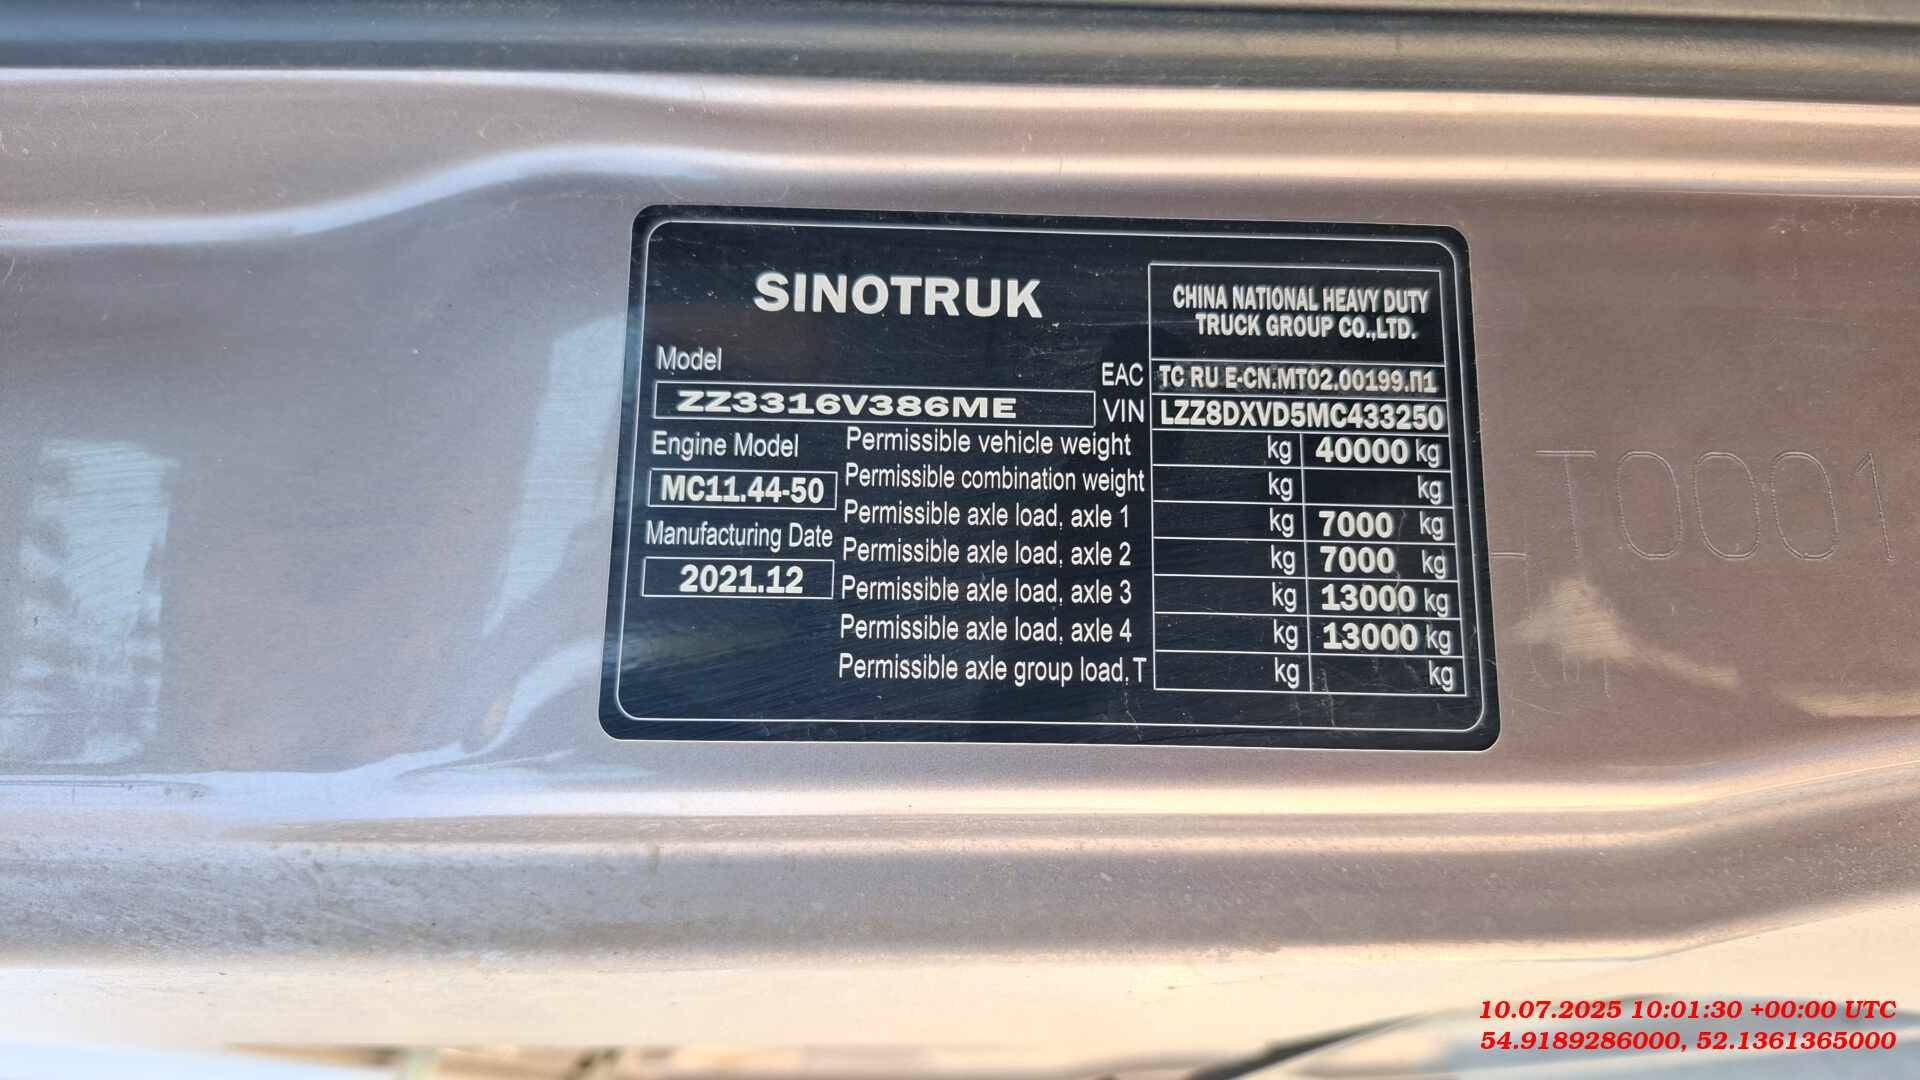 SINOTRUK
CHINA NATIONAL HEAVY DUTY
TRUCK GROUP CO.,LTD.
Model
EAC TC RU E-CN.MT02.00199.П1
ZZ3316V386ME
VIN LZZ8DXVD5MC433250
Engine Model
Permissible vehicle weight kg 40000 kg
MC11.44-50
Permissible combination weight kg kg
Permissible axle load, axle 1 kg 7000 kg
Manufacturing Date
Permissible axle load, axle 2 kg 7000 kg
2021.12
Permissible axle load, axle 3 kg 13000 kg
Permissible axle load, axle 4 kg 13000 kg
Permissible axle group load.T kg kg
T0001
10.07.2025 10:01:30 +00:00 UTC
54.9189286000, 52.1361365000